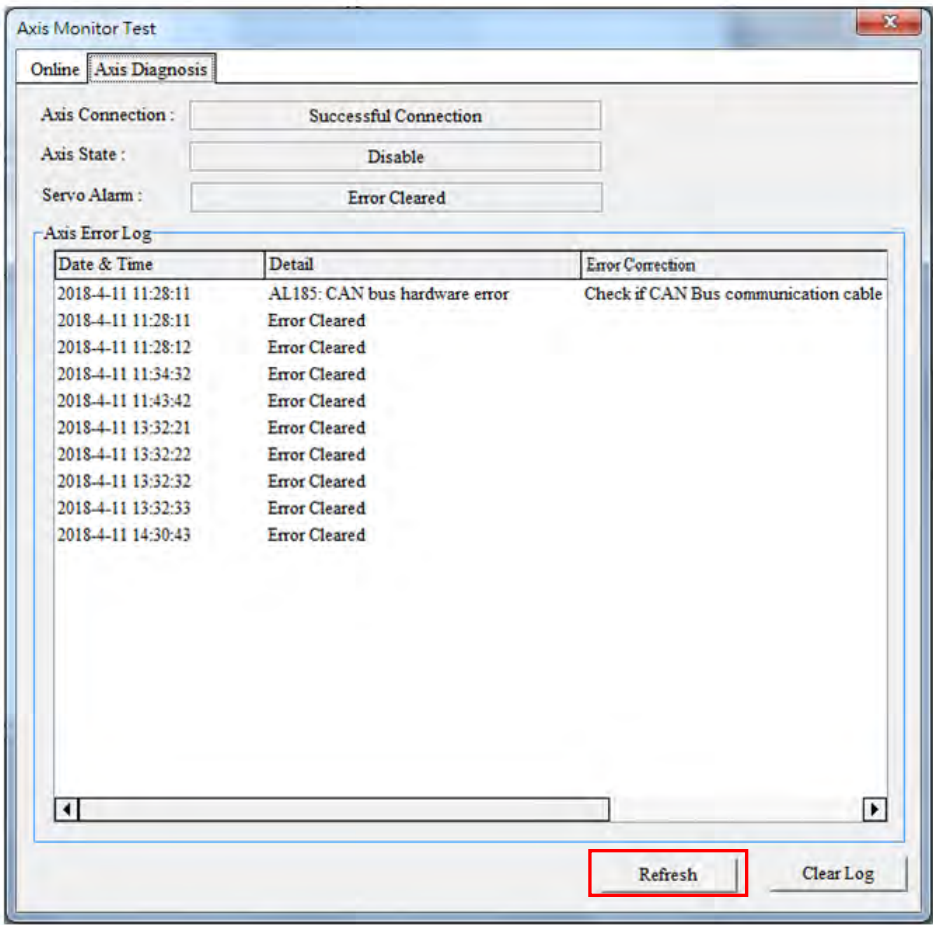 Axis Monitor Test
Online Axis Diagnosis
Axis Connection : Successful Connection
Axis State : Disable
Servo Alarm : Error Cleared
Axis Error Log
Date & Time Detail Error Correction
2018-4-11 11:28:11 AL185: CAN bus hardware error Check if CAN Bus communication cable
2018-4-11 11:28:11 Error Cleared
2018-4-11 11:28:12 Error Cleared
2018-4-11 11:34:32 Error Cleared
2018-4-11 11:43:42 Error Cleared
2018-4-11 13:32:21 Error Cleared
2018-4-11 13:32:22 Error Cleared
2018-4-11 13:32:32 Error Cleared
2018-4-11 13:32:33 Error Cleared
2018-4-11 14:30:43 Error Cleared
Refresh Clear Log